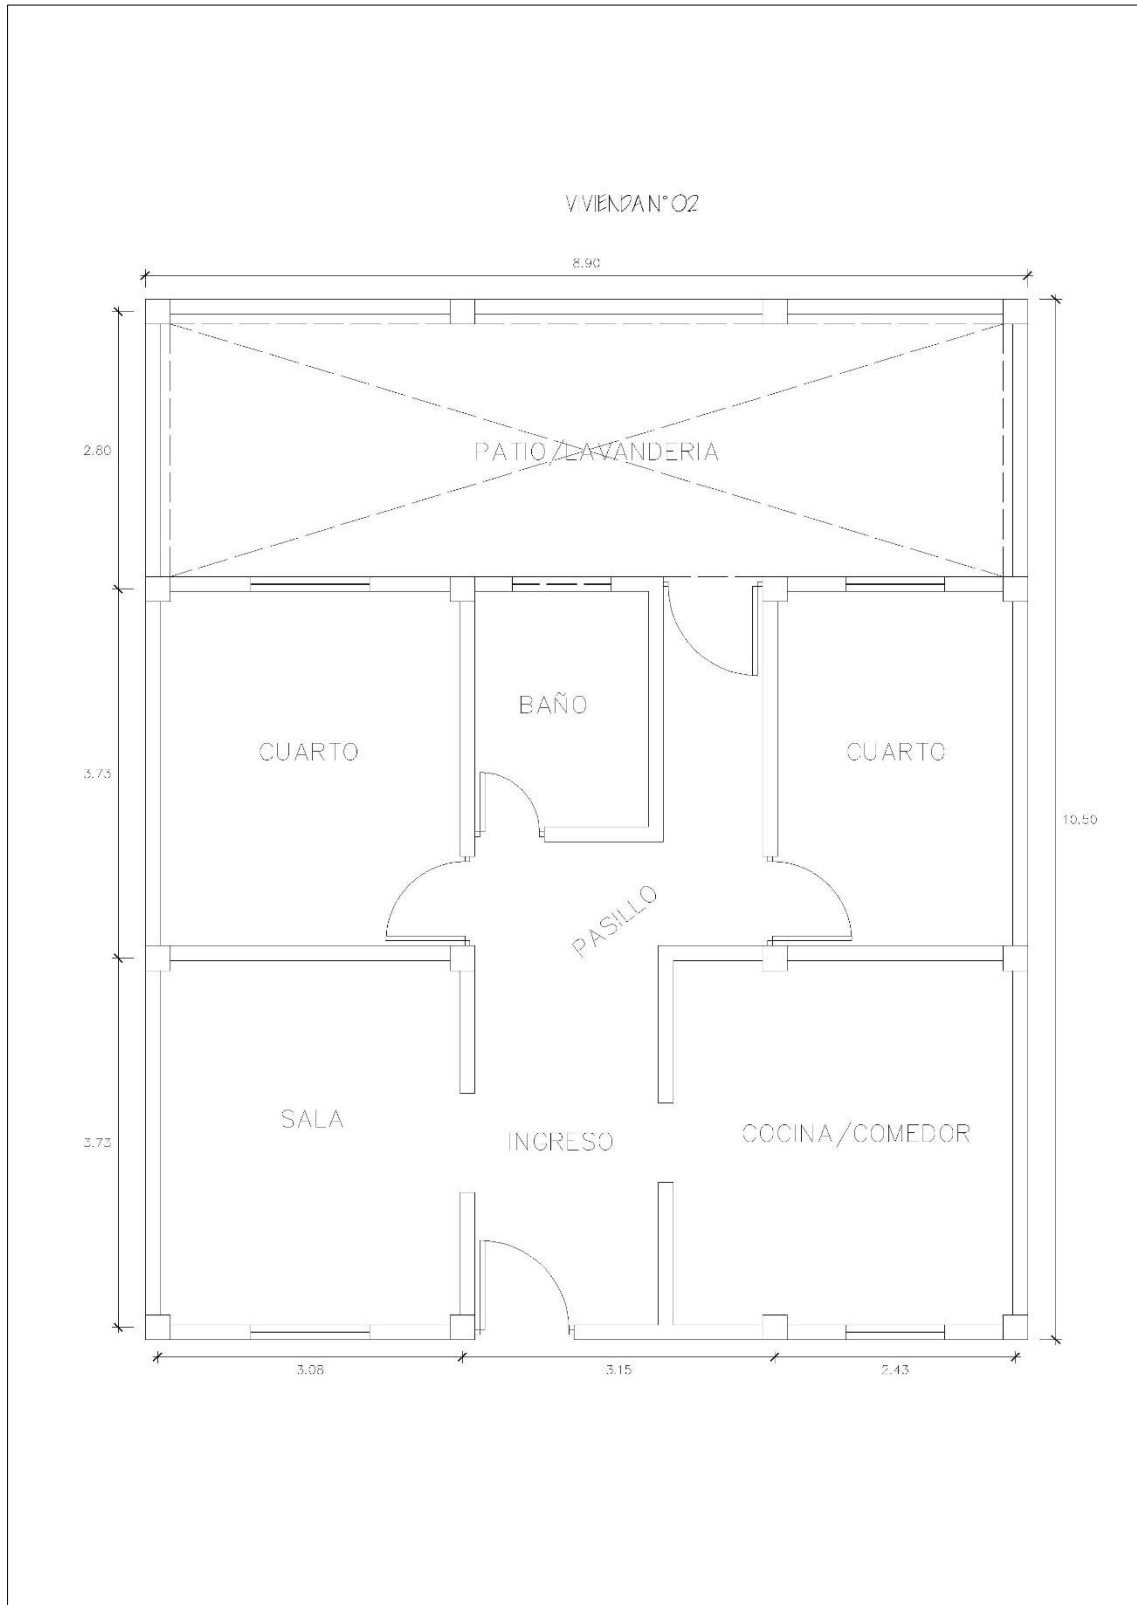 VIVIENDA N° 02
8.90
2.80
PATIO/LAVANDERIA
BAÑO
CUARTO
CUARTO
3.73
10.50
PASILLO
SALA
INGRESO
COCINA/COMEDOR
3.73
3.08
3.15
2.43